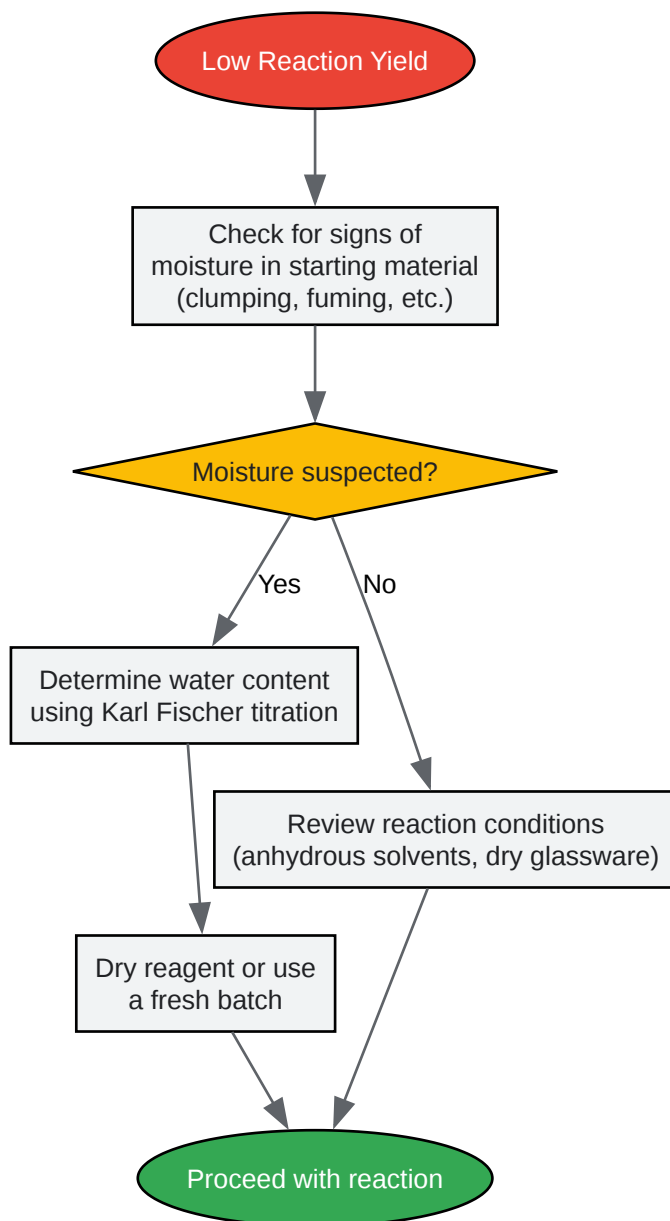 Low Reaction Yield
Check for signs of
moisture in starting material
(clumping, fuming, etc.)
Moisture suspected?
Yes
No
Determine water content
using Karl Fischer titration
Review reaction conditions
(anhydrous solvents, dry glassware)
Dry reagent or use
a fresh batch
Proceed with reaction